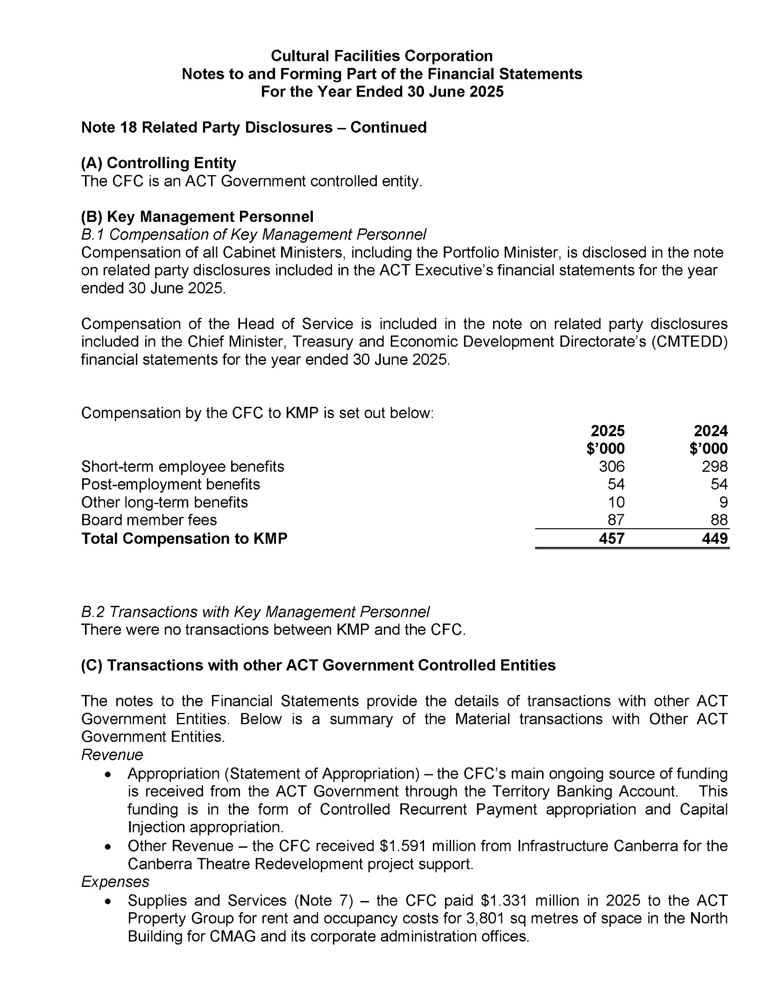 Cultural Facilities Corporation
Notes to and Forming Part of the Financial Statements
For the Year Ended 30 June 2025
Note 18 Related Party Disclosures – Continued
(A) Controlling Entity
The CFC is an ACT Government controlled entity.
(B) Key Management Personnel
B.1 Compensation of Key Management Personnel
Compensation of all Cabinet Ministers, including the Portfolio Minister, is disclosed in the note
on related party disclosures included in the ACT Executive’s financial statements for the year
ended 30 June 2025.
Compensation of the Head of Service is included in the note on related party disclosures
included in the Chief Minister, Treasury and Economic Development Directorate’s (CMTEDD)
financial statements for the year ended 30 June 2025.
Compensation by the CFC to KMP is set out below:
2025 2024
$’000 $’000
Short-term employee benefits 306 298
Post-employment benefits 54 54
Other long-term benefits 10 9
Board member fees 87 88
Total Compensation to KMP 457 449
B.2 Transactions with Key Management Personnel
There were no transactions between KMP and the CFC.
(C) Transactions with other ACT Government Controlled Entities
The notes to the Financial Statements provide the details of transactions with other ACT
Government Entities. Below is a summary of the Material transactions with Other ACT
Government Entities.
Revenue
• Appropriation (Statement of Appropriation) – the CFC’s main ongoing source of funding
is received from the ACT Government through the Territory Banking Account. This
funding is in the form of Controlled Recurrent Payment appropriation and Capital
Injection appropriation.
• Other Revenue – the CFC received $1.591 million from Infrastructure Canberra for the
Canberra Theatre Redevelopment project support.
Expenses
• Supplies and Services (Note 7) – the CFC paid $1.331 million in 2025 to the ACT
Property Group for rent and occupancy costs for 3,801 sq metres of space in the North
Building for CMAG and its corporate administration offices.